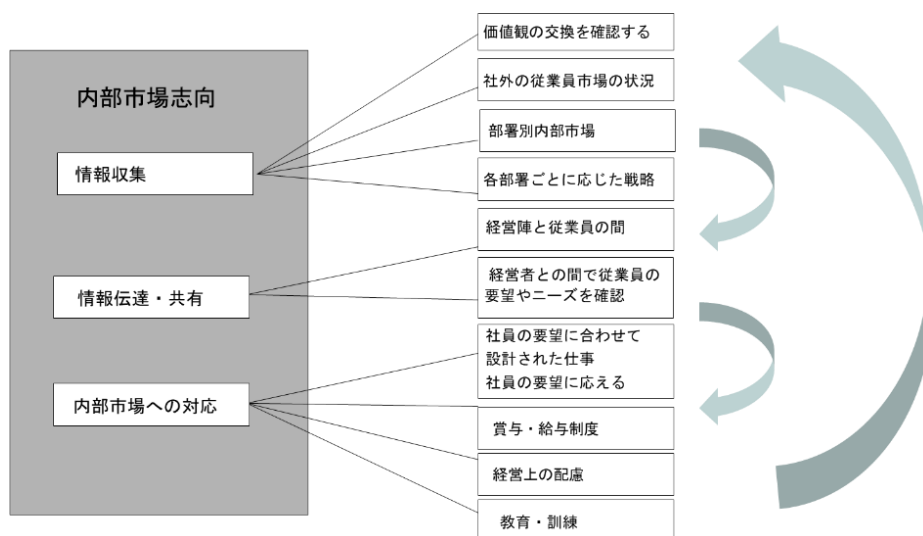 内部市場志向
情報収集
価値観の交換を確認する
社外の従業員市場の状況
部署別内部市場
各部署ごとに応じた戦略
情報伝達・共有
経営陣と従業員の間
経営者との間で従業員の
要望やニーズを確認
内部市場への対応
社員の要望に合わせて
設計された仕事
社員の要望に応える
賞与・給与制度
経営上の配慮
教育・訓練